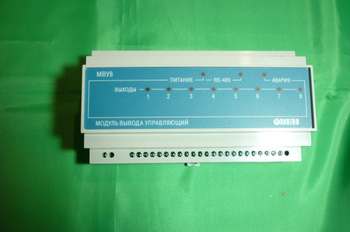 МВУ8
ПИТАНИЕ RS-485 АВАРИЯ
ВЫХОДЫ
1 2 3 4 5 6 7 8
МОДУЛЬ ВЫВОДА УПРАВЛЯЮЩИЙ ОВЕН